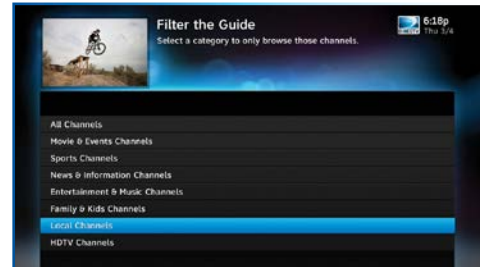 Filter the Guide
Select a category to only browse those channels.
6:18p
Thu 3/4
DIRECTV
All Channels
Movie & Events Channels
Sports Channels
News & Information Channels
Entertainment & Music Channels
Family & Kids Channels
Local Channels
HDTV Channels